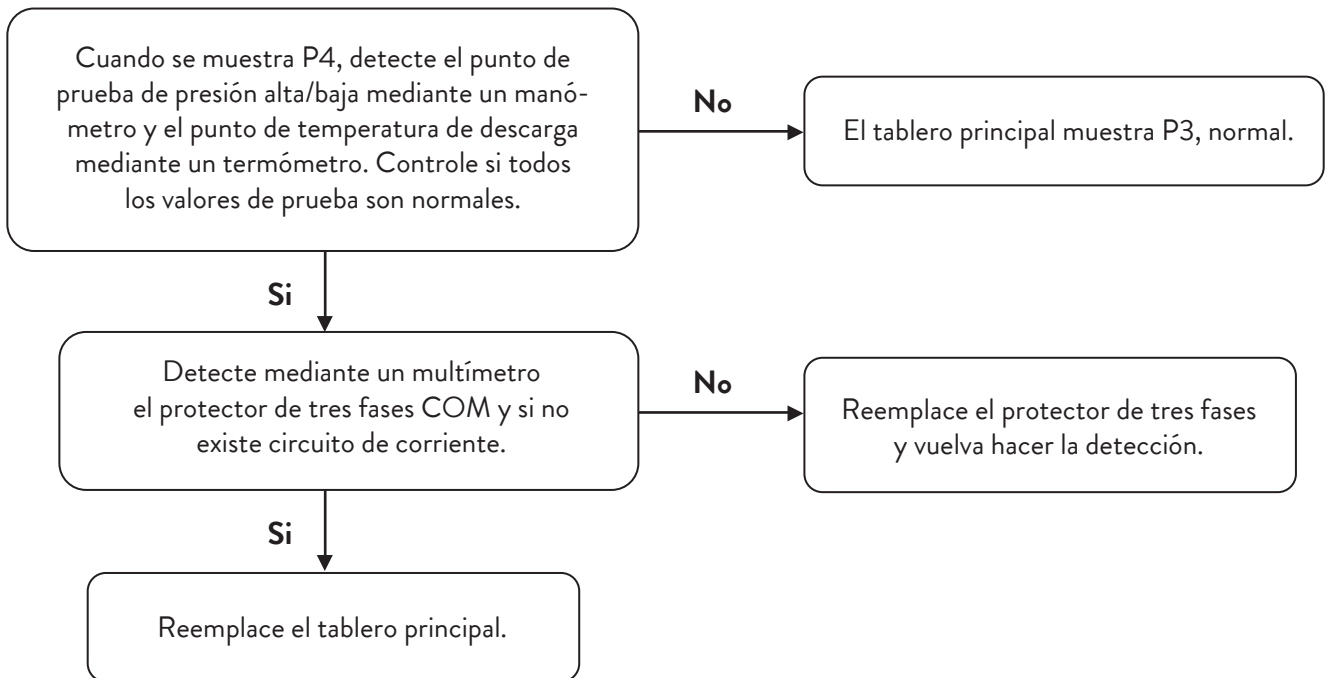 Cuando se muestra P4, detecte el punto de
prueba de presión alta/baja mediante un manó-
metro y el punto de temperatura de descarga
mediante un termómetro. Controle si todos
los valores de prueba son normales.
No
El tablero principal muestra P3, normal.
Si
Detecte mediante un multímetro
el protector de tres fases COM y si no
existe circuito de corriente.
No
Reemplace el protector de tres fases
y vuelva hacer la detección.
Si
Reemplace el tablero principal.